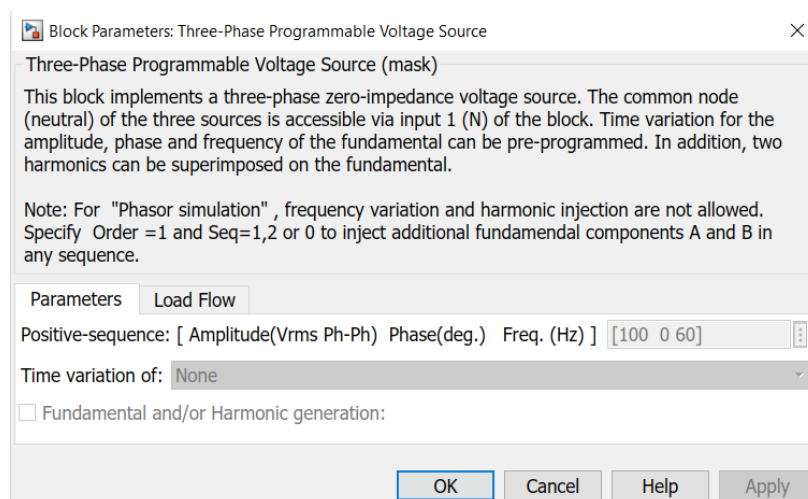 Block Parameters: Three-Phase Programmable Voltage Source
Three-Phase Programmable Voltage Source (mask)
This block implements a three-phase zero-impedance voltage source. The common node
(neutral) of the three sources is accessible via input 1 (N) of the block. Time variation for the
amplitude, phase and frequency of the fundamental can be pre-programmed. In addition, two
harmonics can be superimposed on the fundamental.
Note: For "Phasor simulation" , frequency variation and harmonic injection are not allowed.
Specify Order =1 and Seq=1,2 or 0 to inject additional fundamendal components A and B in
any sequence.
Parameters Load Flow
Positive-sequence: [ Amplitude(Vrms Ph-Ph) Phase(deg.) Freq. (Hz) ] [100 0 60]
Time variation of: None
Fundamental and/or Harmonic generation:
OK Cancel Help Apply